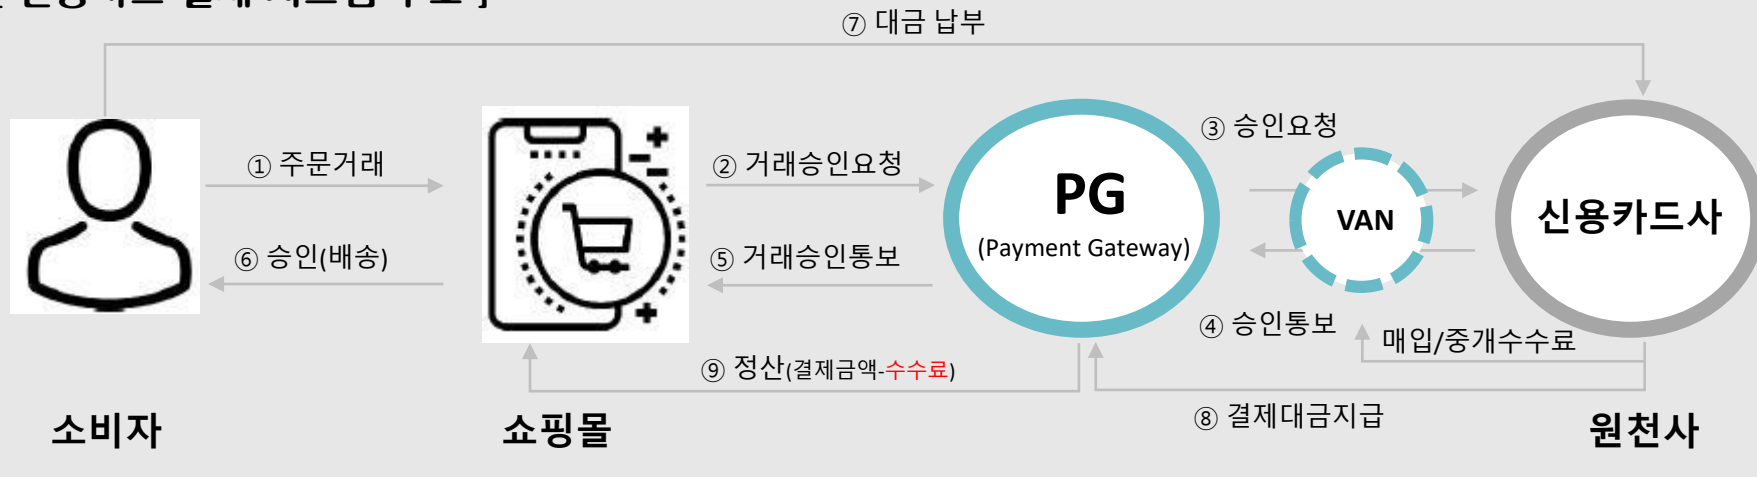 ⑦ 대금 납부
① 주문거래
② 거래승인요청
③ 승인요청
PG
(Payment Gateway)
VAN
신용카드사
⑥ 승인(배송)
⑤ 거래승인통보
④ 승인통보
매입/중개수수료
⑨ 정산(결제금액-수수료)
⑧ 결제대금지급
소비자
쇼핑몰
원천사